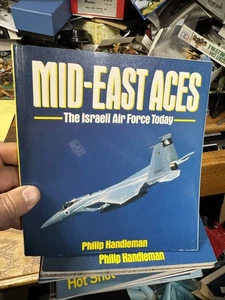 MID-EAST ACES
The Israeli Air Force Today
Philip Handleman
Philip Handleman
Hot Shot